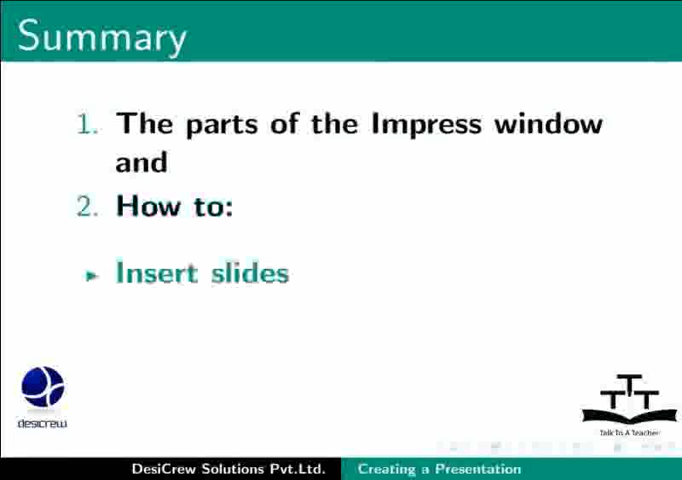 Summary
1. The parts of the Impress window
and
2. How to:
▶ Insert slides
desicrew
Talk To A Teacher
DesiCrew Solutions Pvt.Ltd. Creating a Presentation